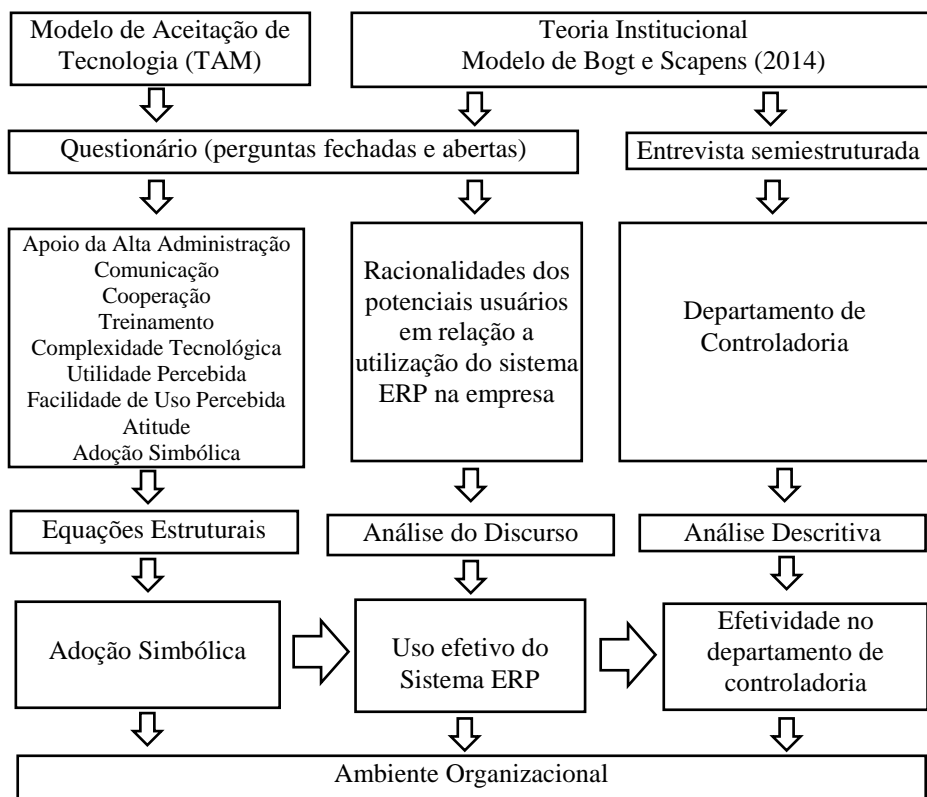 Modelo de Aceitação de
Tecnologia (TAM)
Teoria Institucional
Modelo de Bogt e Scapens (2014)
Questionário (perguntas fechadas e abertas)
Entrevista semiestruturada
Apoio da Alta Administração
Comunicação
Cooperação
Treinamento
Complexidade Tecnológica
Utilidade Percebida
Facilidade de Uso Percebida
Atitude
Adoção Simbólica
Racionalidades dos
potenciais usuários
em relação a
utilização do sistema
ERP na empresa
Departamento de
Controladoria
Equações Estruturais
Análise do Discurso
Análise Descritiva
Adoção Simbólica
Uso efetivo do
Sistema ERP
Efetividade no
departamento de
controladoria
Ambiente Organizacional